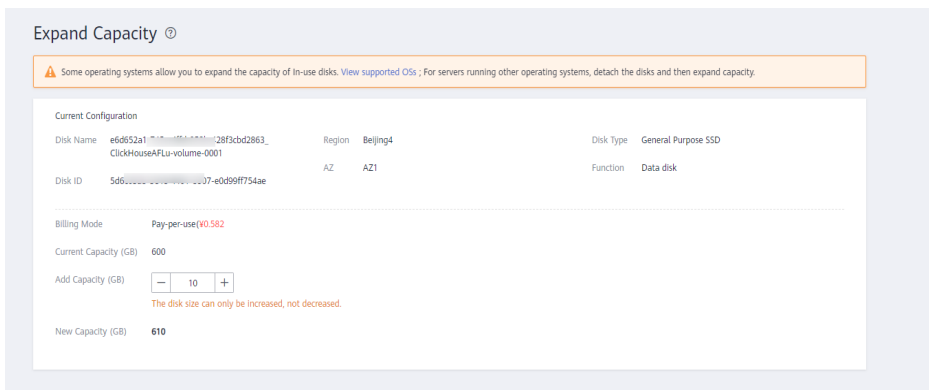 Expand Capacity ?
Some operating systems allow you to expand the capacity of In-use disks. View supported OSs ; For servers running other operating systems, detach the disks and then expand capacity.
Current Configuration
Disk Name e6d652a1 28f3cbd2863_ Region Beijing4 Disk Type General Purpose SSD
ClickHouseAFLu-volume-0001
AZ AZ1 Function Data disk
Disk ID 07-e0d99ff754ae
Billing Mode Pay-per-use(¥0.582
Current Capacity (GB) 600
Add Capacity (GB) − 10 +
The disk size can only be increased, not decreased.
New Capacity (GB) 610